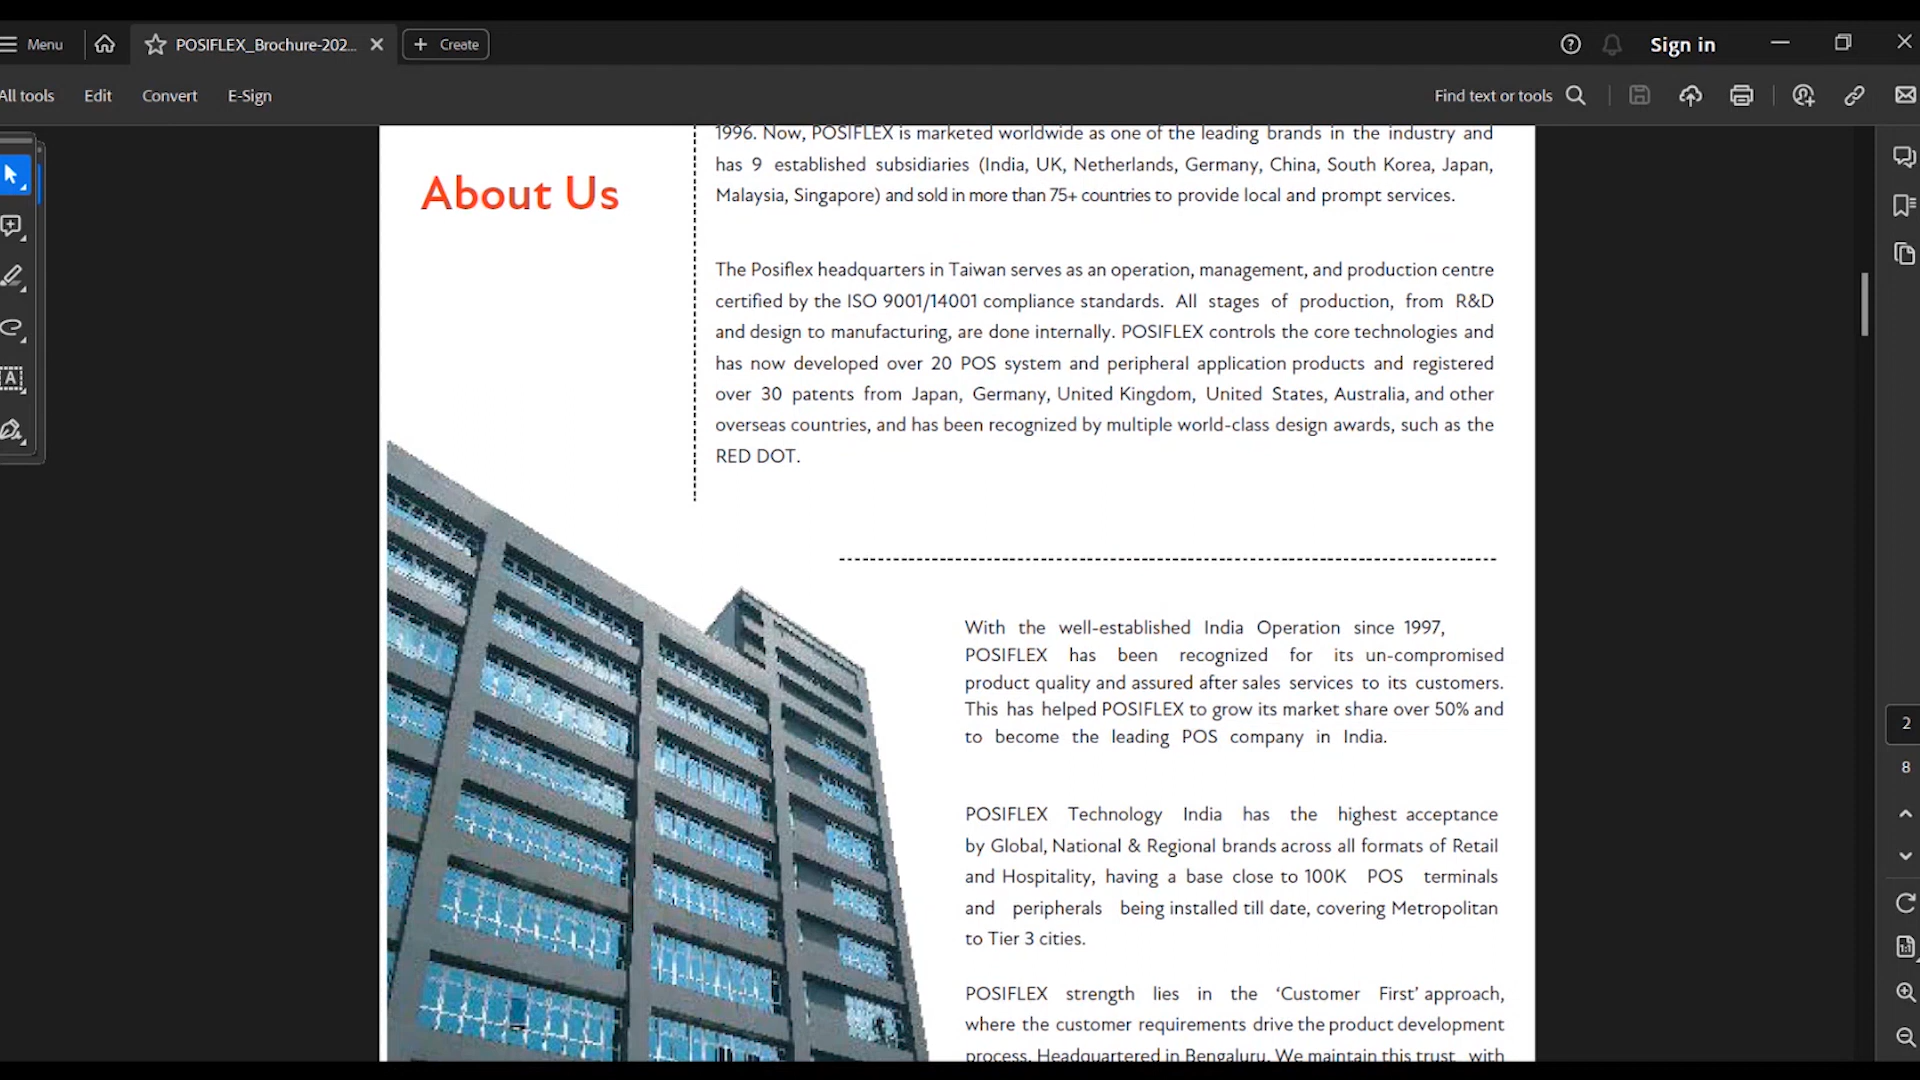 Menu
POSIFLEX_Brochure-202...
Create
Sign in
All tools
Edit
Convert
E-Sign
Find text or tools
1996. Now, POSIFLEX is marketed worldwide as one of the leading brands in the industry and
has 9 established subsidiaries (India, UK, Netherlands, Germany, China, South Korea, Japan,
Malaysia, Singapore) and sold in more than 75+ countries to provide local and prompt services.
About Us
The Posiflex headquarters in Taiwan serves as an operation, management, and production centre
certified by the ISO 9001/14001 compliance standards. All stages of production, from R&D
and design to manufacturing, are done internally. POSIFLEX controls the core technologies and
has now developed over 20 POS system and peripheral application products and registered
over 30 patents from Japan, Germany, United Kingdom, United States, Australia, and other
overseas countries, and has been recognized by multiple world-class design awards, such as the
RED DOT.
With the well-established India Operation since 1997,
POSIFLEX has been recognized for its un-compromised
product quality and assured after sales services to its customers.
This has helped POSIFLEX to grow its market share over 50% and
to become the leading POS company in India.
POSIFLEX Technology India has the highest acceptance
by Global, National & Regional brands across all formats of Retail
and Hospitality, having a base close to 100K POS terminals
and peripherals being installed till date, covering Metropolitan
to Tier 3 cities.
POSIFLEX strength lies in the ‘Customer First’ approach,
where the customer requirements drive the product development
process. Headquartered in Bengaluru. We maintain this trust with
2
8